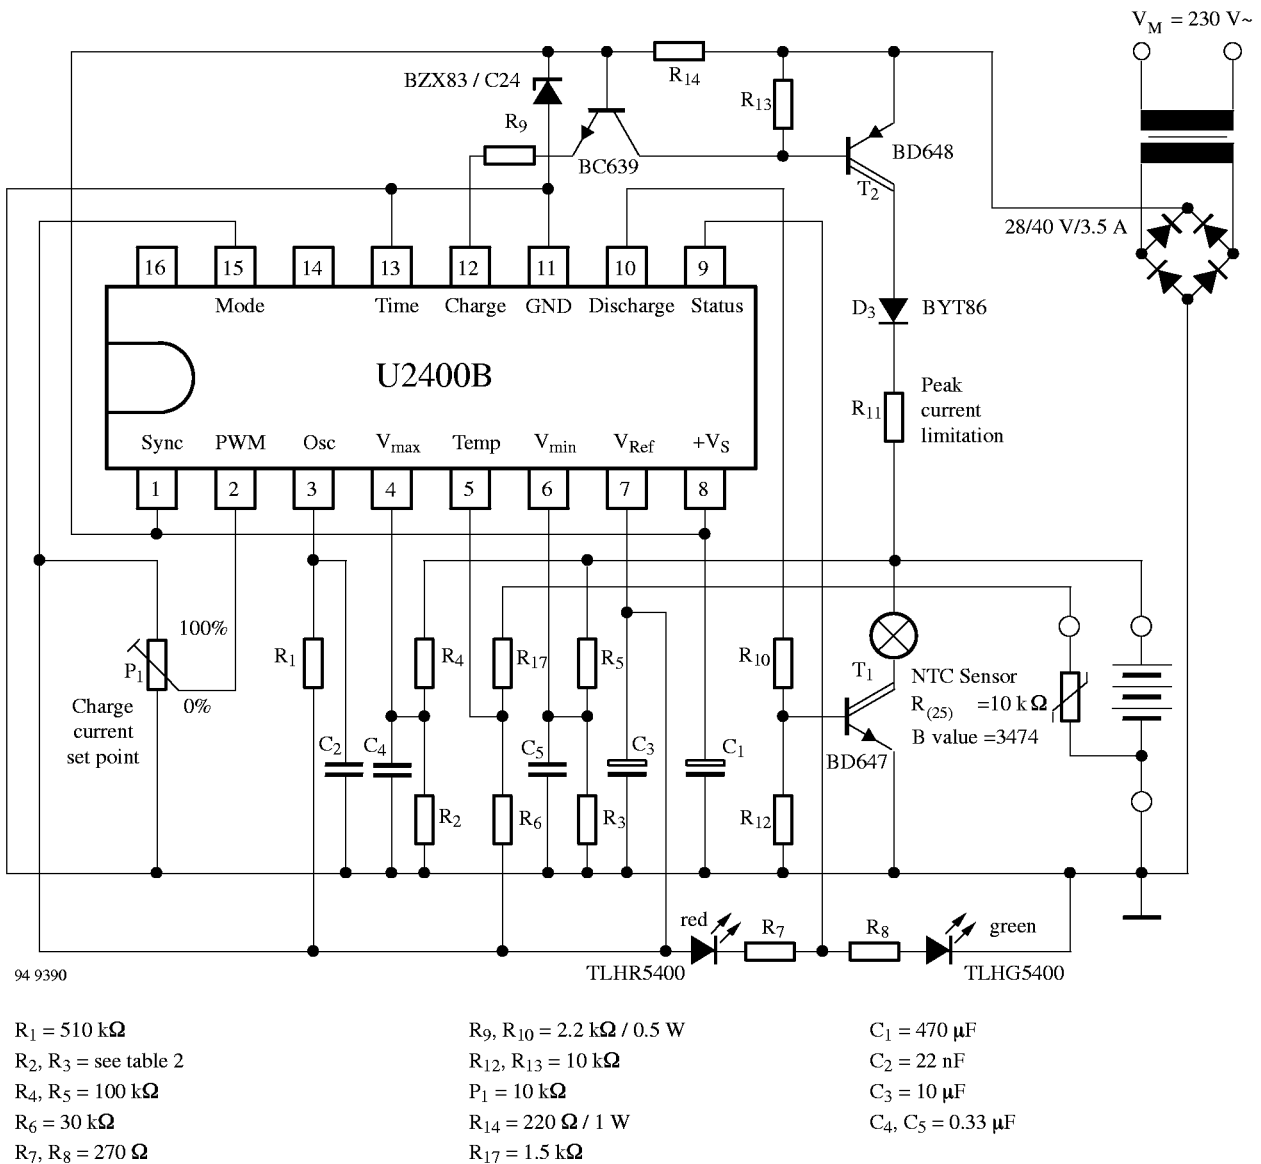 V_M = 230 V~
BZX83 / C24
R14
R13
R9
BC639
BD648
T2
28/40 V/3.5 A
16 15 14 13 12 11 10 9
Mode Time Charge GND Discharge Status
D3 BYT86
U2400B
Peak
current
limitation
R11
Sync PWM Osc Vmax Temp Vmin VRef +VS
1 2 3 4 5 6 7 8
100%
P1
0%
Charge
current
set point
R1
R4
R17
R5
R10
T1
NTC Sensor
R(25) =10 kΩ
B value =3474
C2
C4
C5
C3
C1
BD647
R2
R6
R3
R12
red
R7
R8
green
TLHR5400
TLHG5400
94 9390
R1 = 510 kΩ
R2, R3 = see table 2
R4, R5 = 100 kΩ
R6 = 30 kΩ
R7, R8 = 270 Ω
R9, R10 = 2.2 kΩ / 0.5 W
R12, R13 = 10 kΩ
P1 = 10 kΩ
R14 = 220 Ω / 1 W
R17 = 1.5 kΩ
C1 = 470 µF
C2 = 22 nF
C3 = 10 µF
C4, C5 = 0.33 µF